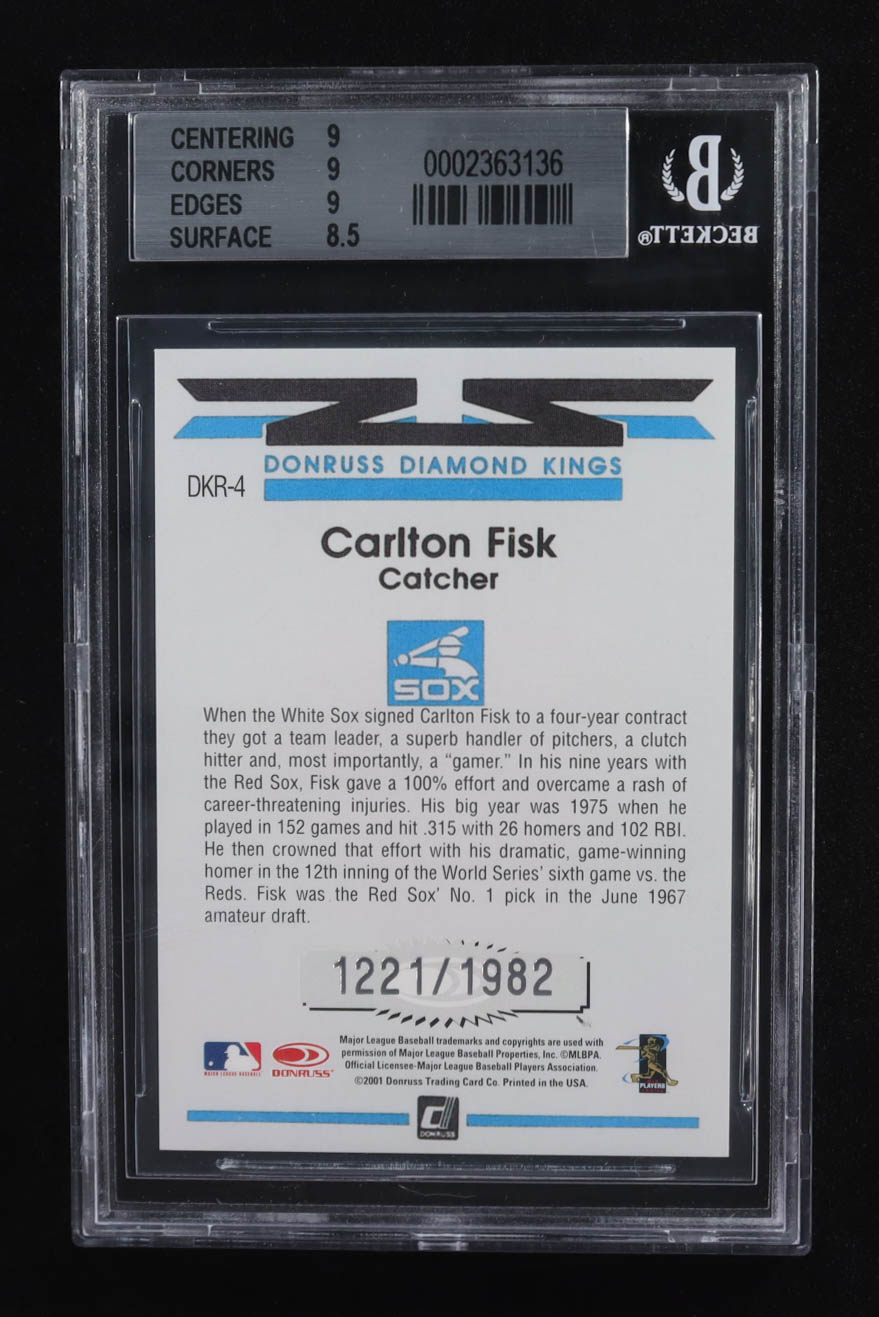 CENTERING 9
CORNERS 9
EDGES 9
SURFACE 8.5
0002363136
B
BECKETT®
DONRUSS DIAMOND KINGS
DKR-4
Carlton Fisk
Catcher
SOX
When the White Sox signed Carlton Fisk to a four-year contract
they got a team leader, a superb handler of pitchers, a clutch
hitter and, most importantly, a “gamer.” In his nine years with
the Red Sox, Fisk gave a 100% effort and overcame a rash of
career-threatening injuries. His big year was 1975 when he
played in 152 games and hit .315 with 26 homers and 102 RBI.
He then crowned that effort with his dramatic, game-winning
homer in the 12th inning of the World Series’ sixth game vs. the
Reds. Fisk was the Red Sox’ No. 1 pick in the June 1967
amateur draft.
1221/1982
MAJOR LEAGUE BASEBALL
DONRUSS
Major League Baseball trademarks and copyrights are used with
permission of Major League Baseball Properties, Inc. ©MLBPA.
Official Licensee-Major League Baseball Players Association.
©2001 Donruss Trading Card Co. Printed in the USA.
PLAYERS
d
DONRUSS